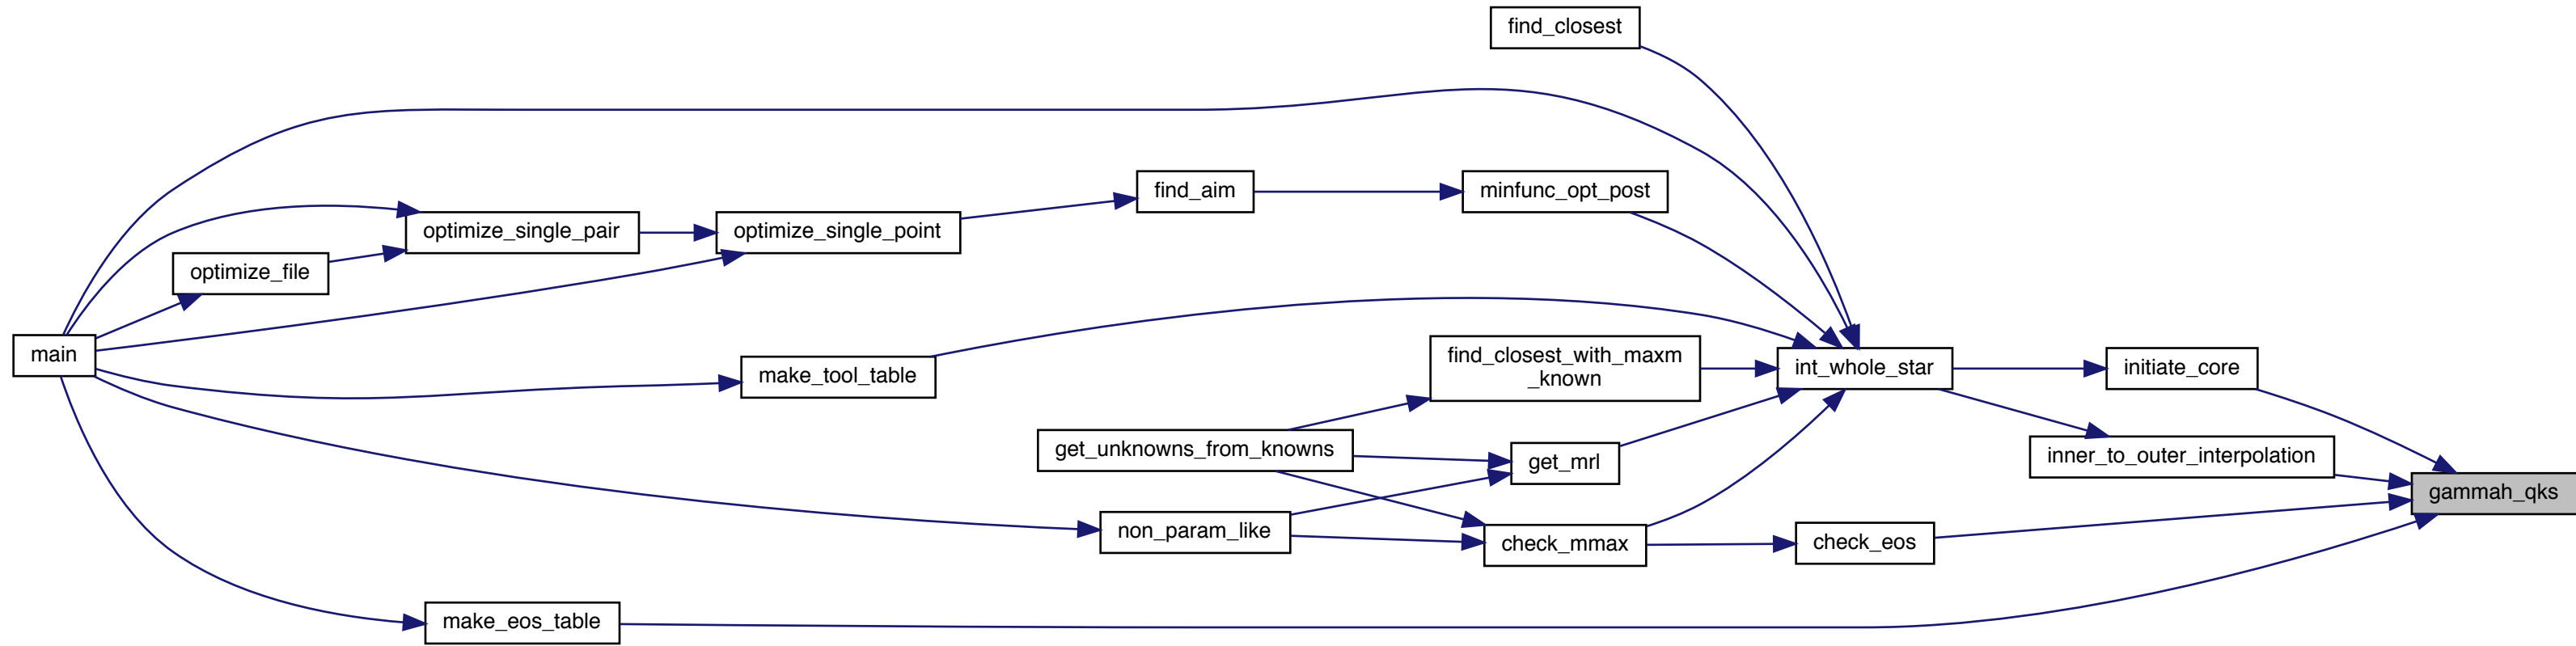 find_closest
find_aim
minfunc_opt_post
optimize_single_pair
optimize_single_point
optimize_file
main
make_tool_table
find_closest_with_maxm
_known
int_whole_star
initiate_core
get_unknowns_from_knowns
get_mrl
inner_to_outer_interpolation
gammah_qks
non_param_like
check_mmax
check_eos
make_eos_table